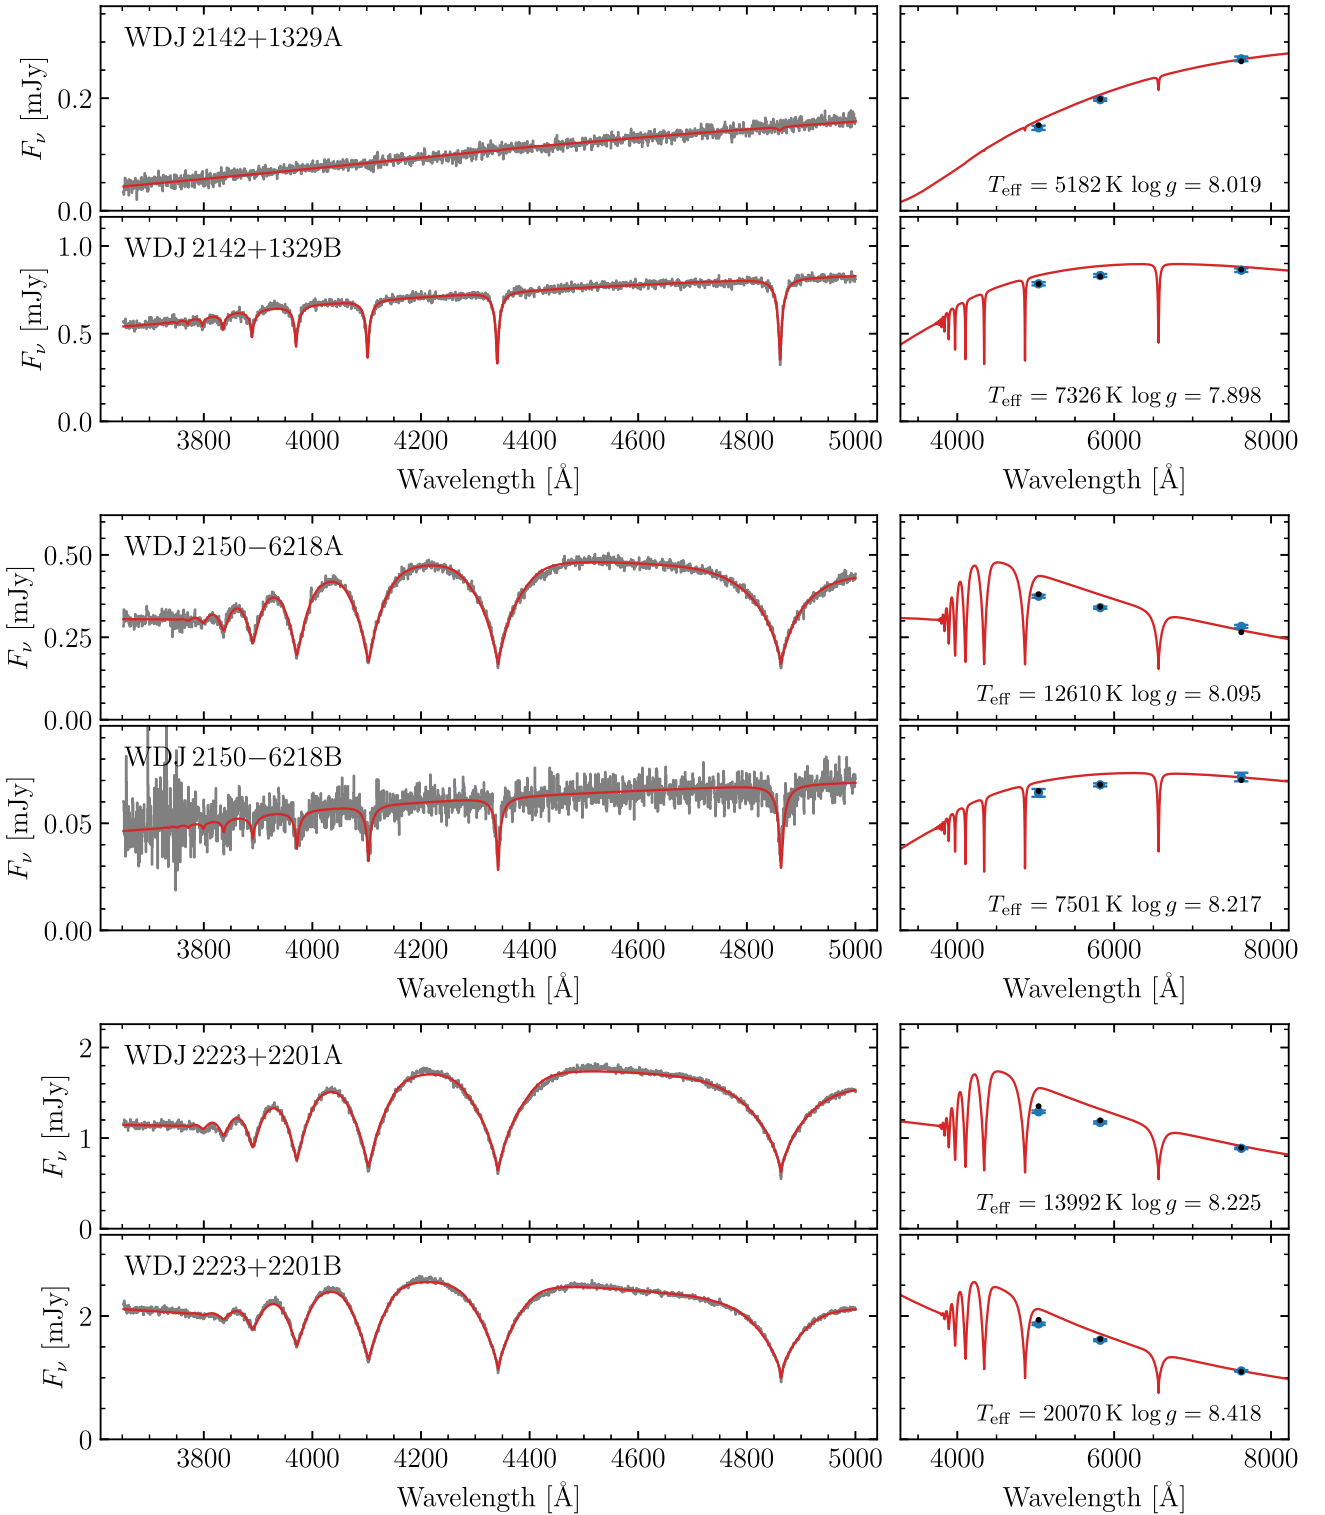 WDJ 2142+1329A
F_ν [mJy]
0.2
0.0
T_eff = 5182 K log g = 8.019
WDJ 2142+1329B
F_ν [mJy]
1.0
0.5
0.0
T_eff = 7326 K log g = 7.898
3800 4000 4200 4400 4600 4800 5000
4000 6000 8000
Wavelength [Å]
Wavelength [Å]
WDJ 2150−6218A
F_ν [mJy]
0.50
0.25
0.00
T_eff = 12610 K log g = 8.095
WDJ 2150−6218B
F_ν [mJy]
0.05
0.00
T_eff = 7501 K log g = 8.217
3800 4000 4200 4400 4600 4800 5000
4000 6000 8000
Wavelength [Å]
Wavelength [Å]
WDJ 2223+2201A
F_ν [mJy]
2
1
0
T_eff = 13992 K log g = 8.225
WDJ 2223+2201B
F_ν [mJy]
2
0
T_eff = 20070 K log g = 8.418
3800 4000 4200 4400 4600 4800 5000
4000 6000 8000
Wavelength [Å]
Wavelength [Å]